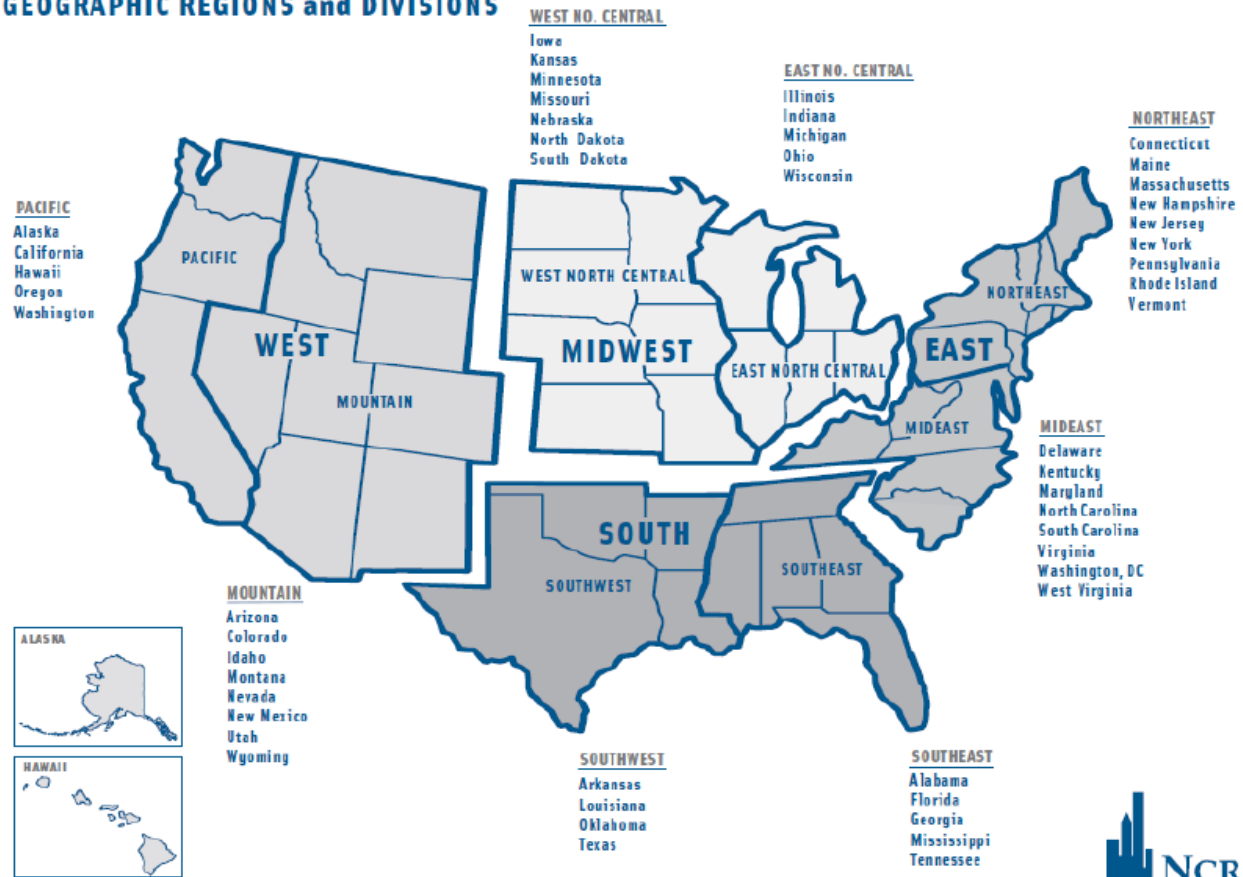 GEOGRAPHIC REGIONS and DIVISIONS
WEST NO. CENTRAL
Iowa
Kansas
Minnesota
Missouri
Nebraska
North Dakota
South Dakota
EAST NO. CENTRAL
Illinois
Indiana
Michigan
Ohio
Wisconsin
NORTHEAST
Connecticut
Maine
Massachusetts
New Hampshire
New Jersey
New York
Pennsylvania
Rhode Island
Vermont
PACIFIC
Alaska
California
Hawaii
Oregon
Washington
PACIFIC
WEST
MOUNTAIN
WEST NORTH CENTRAL
MIDWEST
EAST NORTH CENTRAL
NORTHEAST
EAST
MIDEAST
SOUTH
SOUTHWEST
SOUTHEAST
MIDEAST
Delaware
Kentucky
Maryland
North Carolina
South Carolina
Virginia
Washington, DC
West Virginia
MOUNTAIN
Arizona
Colorado
Idaho
Montana
Nevada
New Mexico
Utah
Wyoming
ALASKA
HAWAII
SOUTHWEST
Arkansas
Louisiana
Oklahoma
Texas
SOUTHEAST
Alabama
Florida
Georgia
Mississippi
Tennessee
NCR